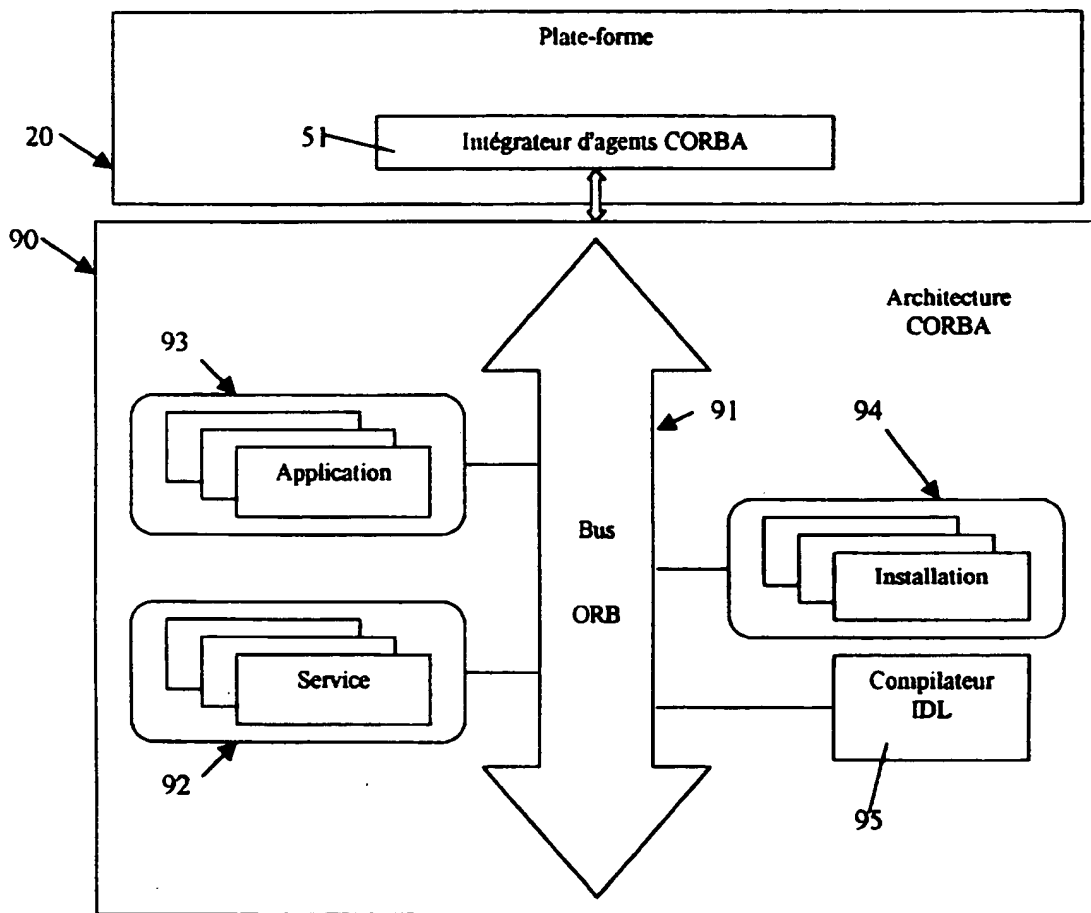 Plate-forme
51
Intégrateur d'agents CORBA
20
90
Architecture
CORBA
93
91
94
Application
Bus
Installation
ORB
Service
Compilateur
IDL
92
95